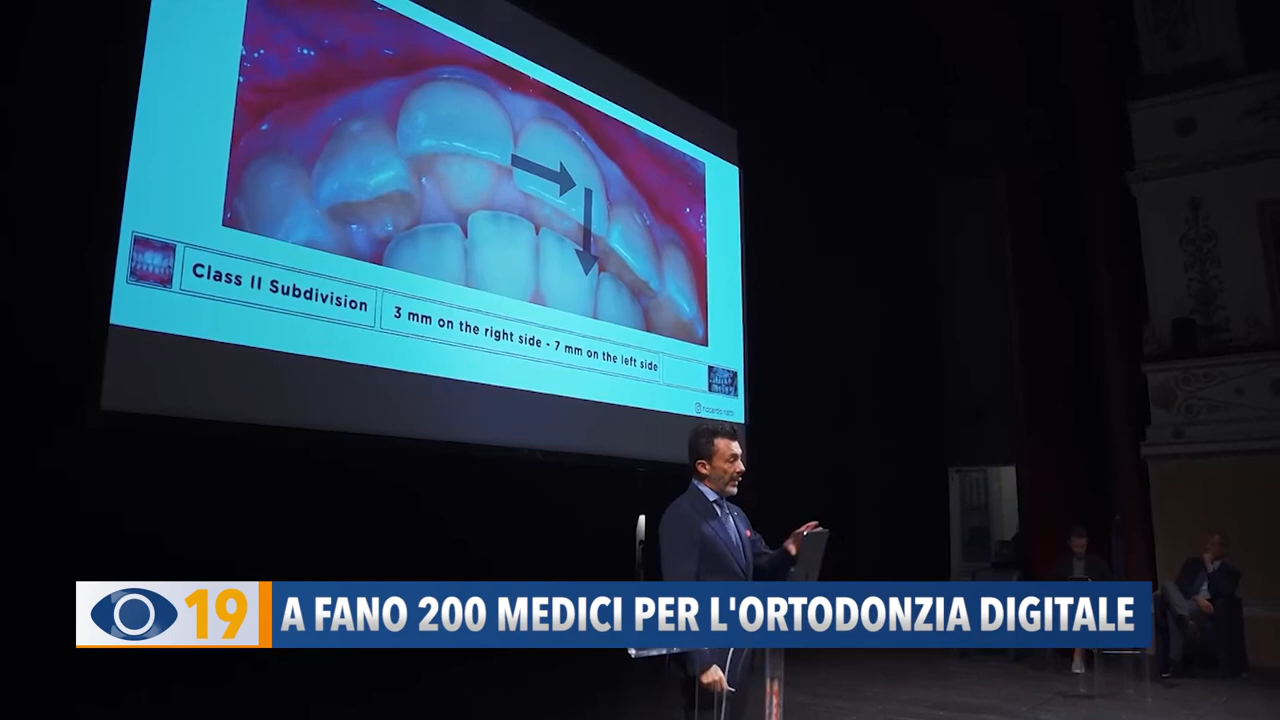 Class II Subdivision
3 mm on the right side - 7 mm on the left side
19
A FANO 200 MEDICI PER L'ORTODONZIA DIGITALE